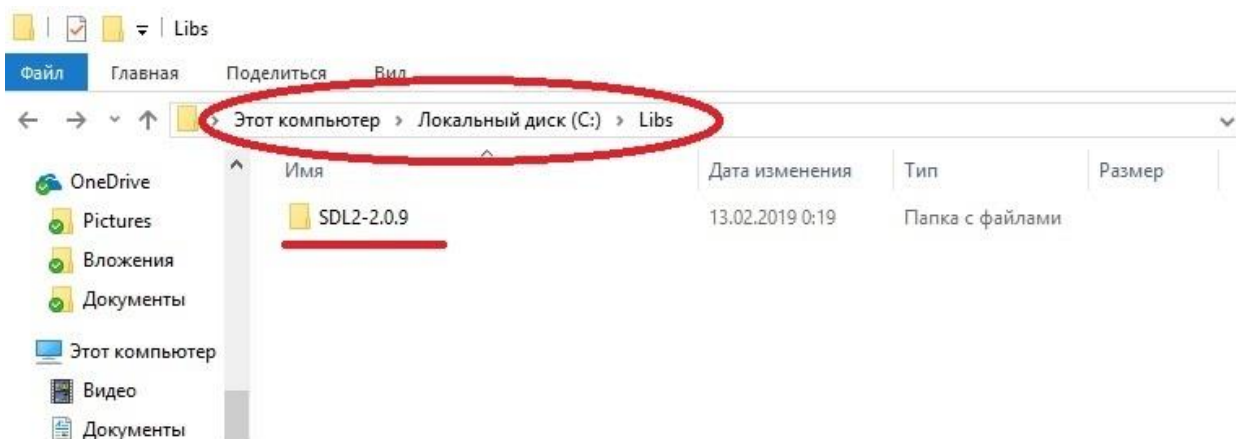 Libs
Файл Главная Поделиться Вид
Этот компьютер › Локальный диск (C:) › Libs
Имя Дата изменения Тип Размер
SDL2-2.0.9 13.02.2019 0:19 Папка с файлами
OneDrive
Pictures
Вложения
Документы
Этот компьютер
Видео
Документы